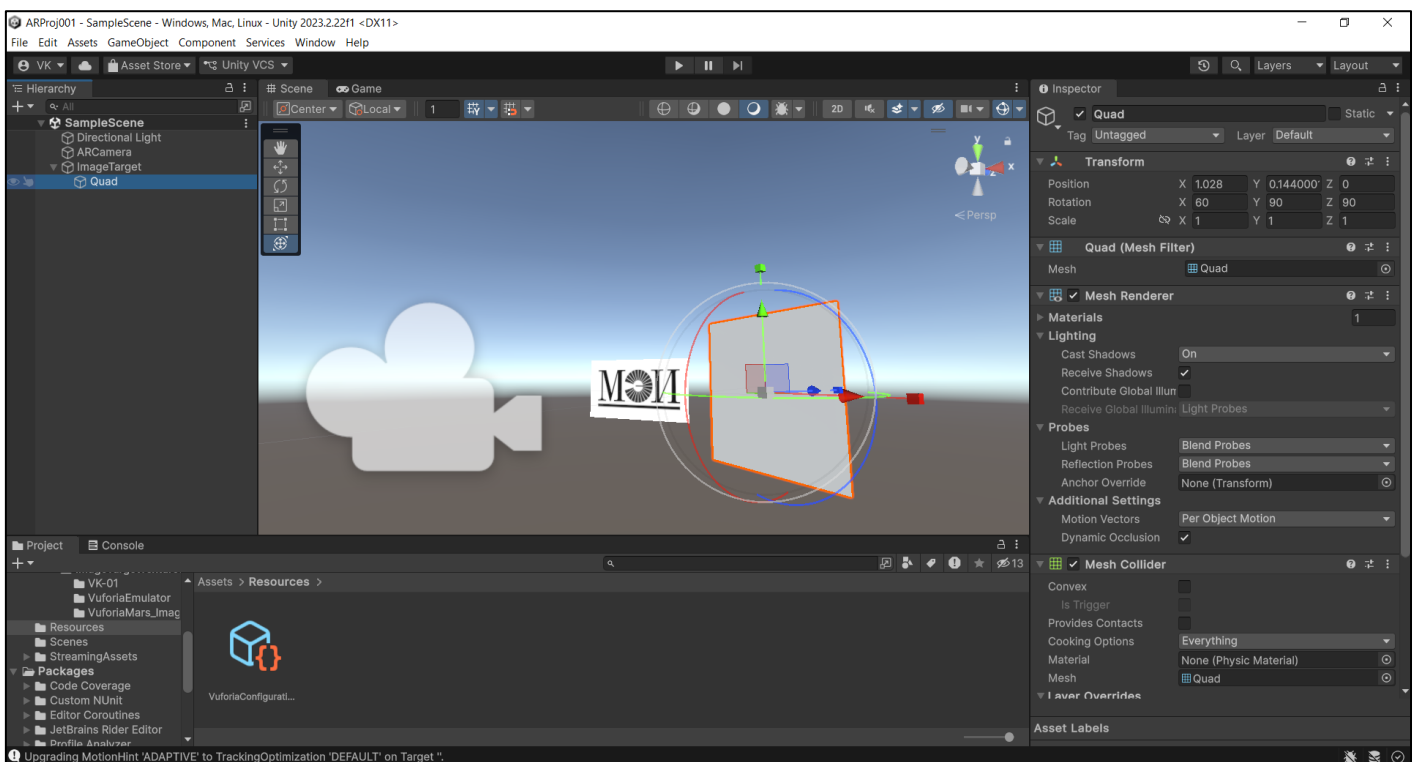 ARProj001 - SampleScene - Windows, Mac, Linux - Unity 2023.2.22f1 <DX11>
File Edit Assets GameObject Component Services Window Help
VK Asset Store Unity VCS Layers Layout
Hierarchy
All
SampleScene
Directional Light
ARCamera
ImageTarget
Quad
Scene Game
Center Local 1 2D
y
x
Persp
МЭИ
Inspector
Quad Static
Tag Untagged Layer Default
Transform
Position X 1.028 Y 0.144000 Z 0
Rotation X 60 Y 90 Z 90
Scale X 1 Y 1 Z 1
Quad (Mesh Filter)
Mesh Quad
Mesh Renderer
Materials 1
Lighting
Cast Shadows On
Receive Shadows
Contribute Global Illum
Receive Global Illumin Light Probes
Probes
Light Probes Blend Probes
Reflection Probes Blend Probes
Anchor Override None (Transform)
Additional Settings
Motion Vectors Per Object Motion
Dynamic Occlusion
Mesh Collider
Convex
Is Trigger
Provides Contacts
Cooking Options Everything
Material None (Physic Material)
Mesh Quad
Layer Overrides
Asset Labels
Project Console
13
VK-01
VuforiaEmulator
VuforiaMars_Imag
Resources
Scenes
StreamingAssets
Packages
Code Coverage
Custom NUnit
Editor Coroutines
JetBrains Rider Editor
Profile Analyzer
Assets > Resources >
VuforiaConfigurati...
Upgrading MotionHint 'ADAPTIVE' to TrackingOptimization 'DEFAULT' on Target ''.